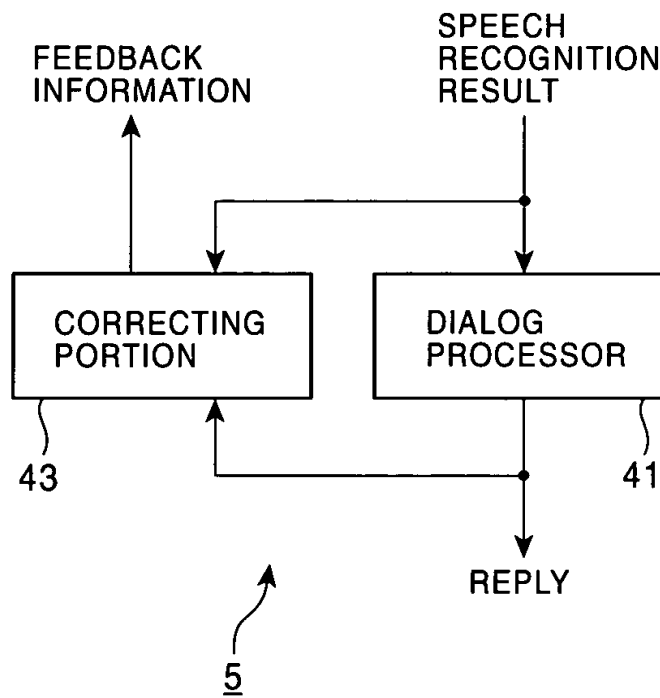 FEEDBACK
INFORMATION
SPEECH
RECOGNITION
RESULT
CORRECTING
PORTION
DIALOG
PROCESSOR
43
41
REPLY
5